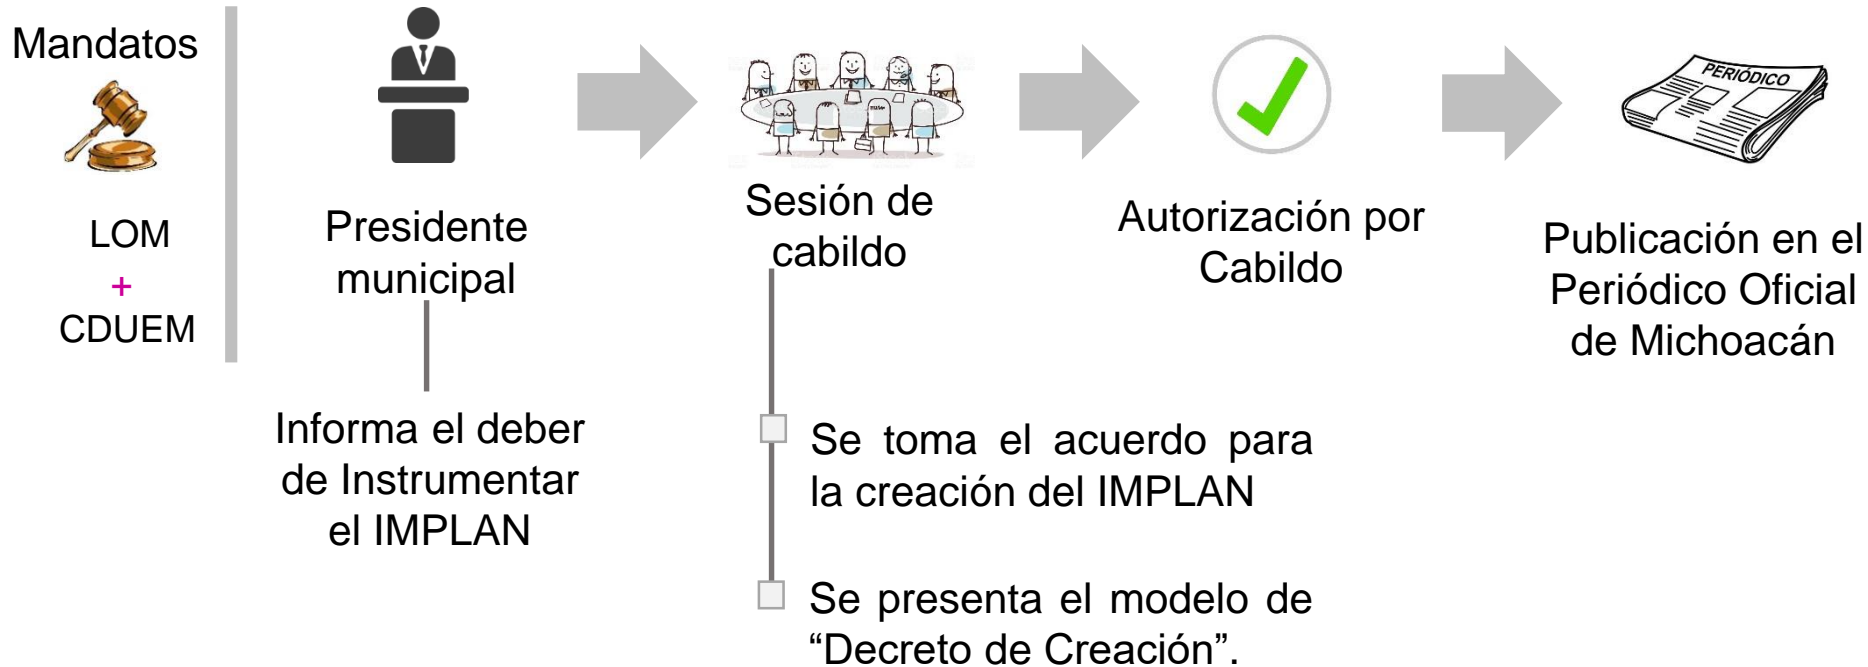 Mandatos
LOM
+
CDUEM
Presidente
municipal
Informa el deber
de Instrumentar
el IMPLAN
Sesión de
cabildo
Se toma el acuerdo para
la creación del IMPLAN
Se presenta el modelo de
“Decreto de Creación”.
Autorización por
Cabildo
PERIÓDICO
Publicación en el
Periódico Oficial
de Michoacán